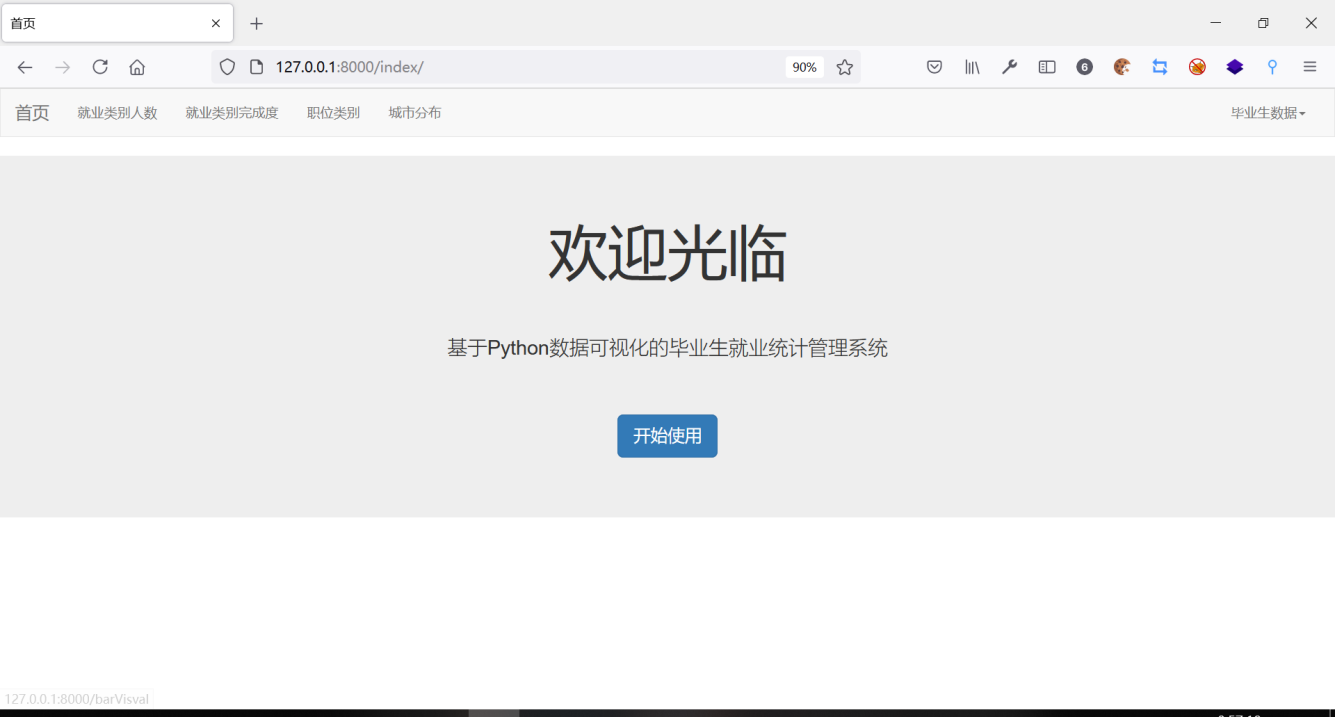 首页
127.0.0.1:8000/index/
90%
6
首页 就业类别人数 就业类别完成度 职位类别 城市分布 毕业生数据
欢迎光临
基于Python数据可视化的毕业生就业统计管理系统
开始使用
127.0.0.1:8000/barVisval